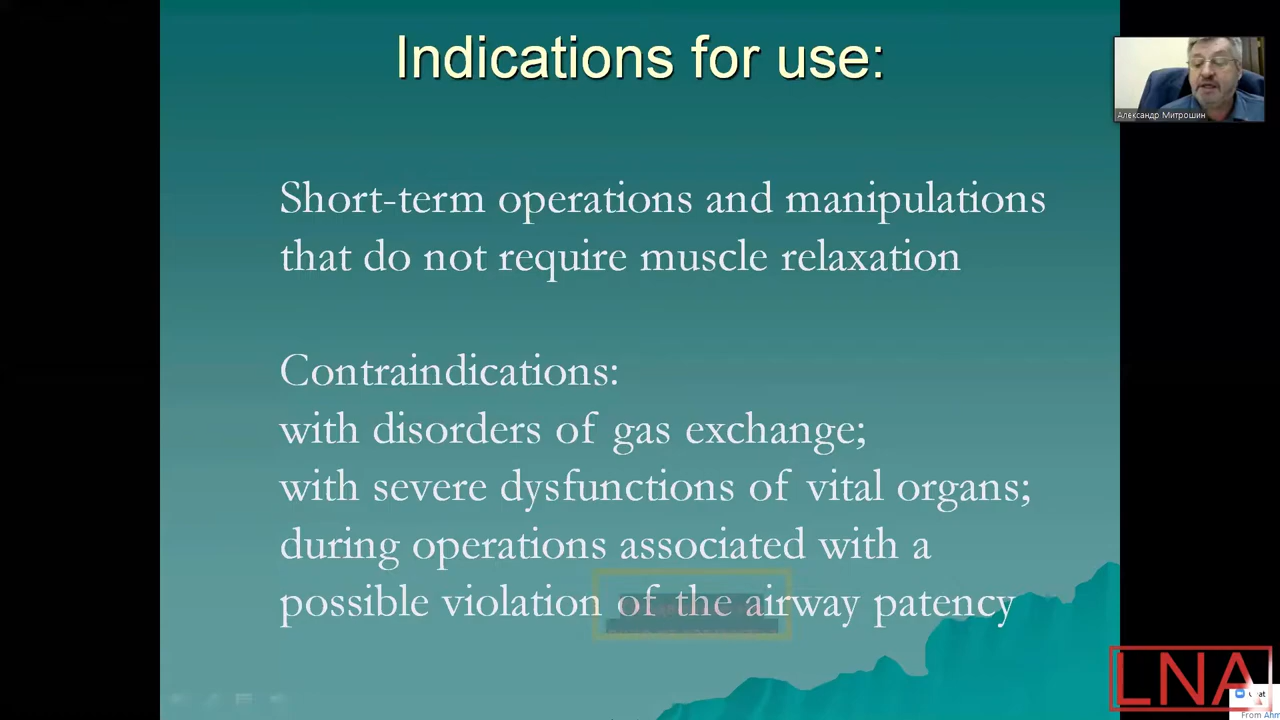 Indications for use:
Александр Митрошин
Short-term operations and manipulations
that do not require muscle relaxation
Contraindications:
with disorders of gas exchange;
with severe dysfunctions of vital organs;
during operations associated with a
possible violation of the airway patency
LNA
From